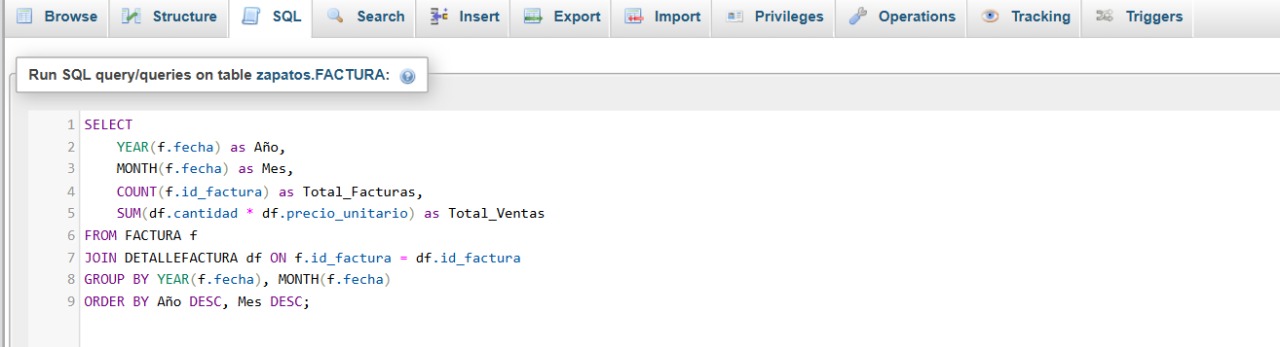 Browse Structure SQL Search Insert Export Import Privileges Operations Tracking Triggers
Run SQL query/queries on table zapatos.FACTURA:
1 SELECT
2 YEAR(f.fecha) as Año,
3 MONTH(f.fecha) as Mes,
4 COUNT(f.id_factura) as Total_Facturas,
5 SUM(df.cantidad * df.precio_unitario) as Total_Ventas
6 FROM FACTURA f
7 JOIN DETALLEFACTURA df ON f.id_factura = df.id_factura
8 GROUP BY YEAR(f.fecha), MONTH(f.fecha)
9 ORDER BY Año DESC, Mes DESC;